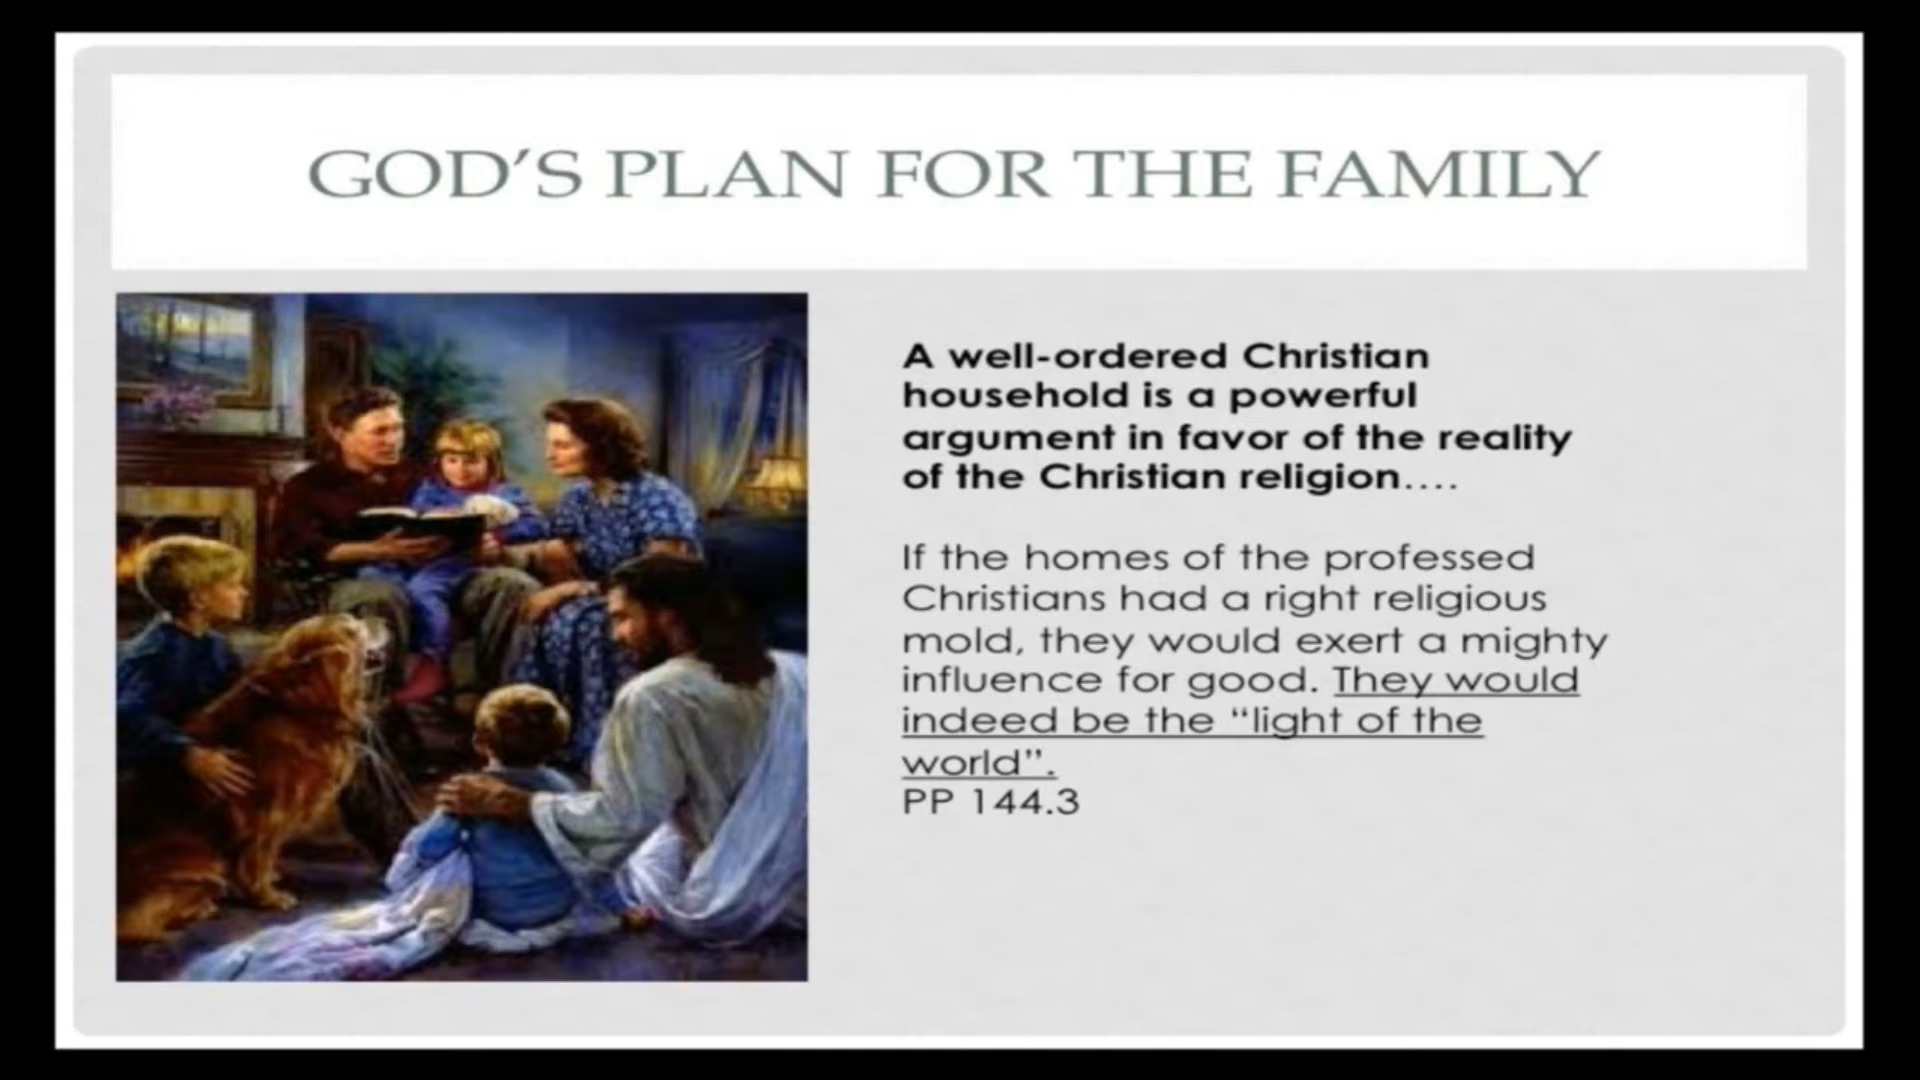 GOD’S PLAN FOR THE FAMILY
A well-ordered Christian
household is a powerful
argument in favor of the reality
of the Christian religion….
If the homes of the professed
Christians had a right religious
mold, they would exert a mighty
influence for good. They would
indeed be the “light of the
world”.
PP 144.3